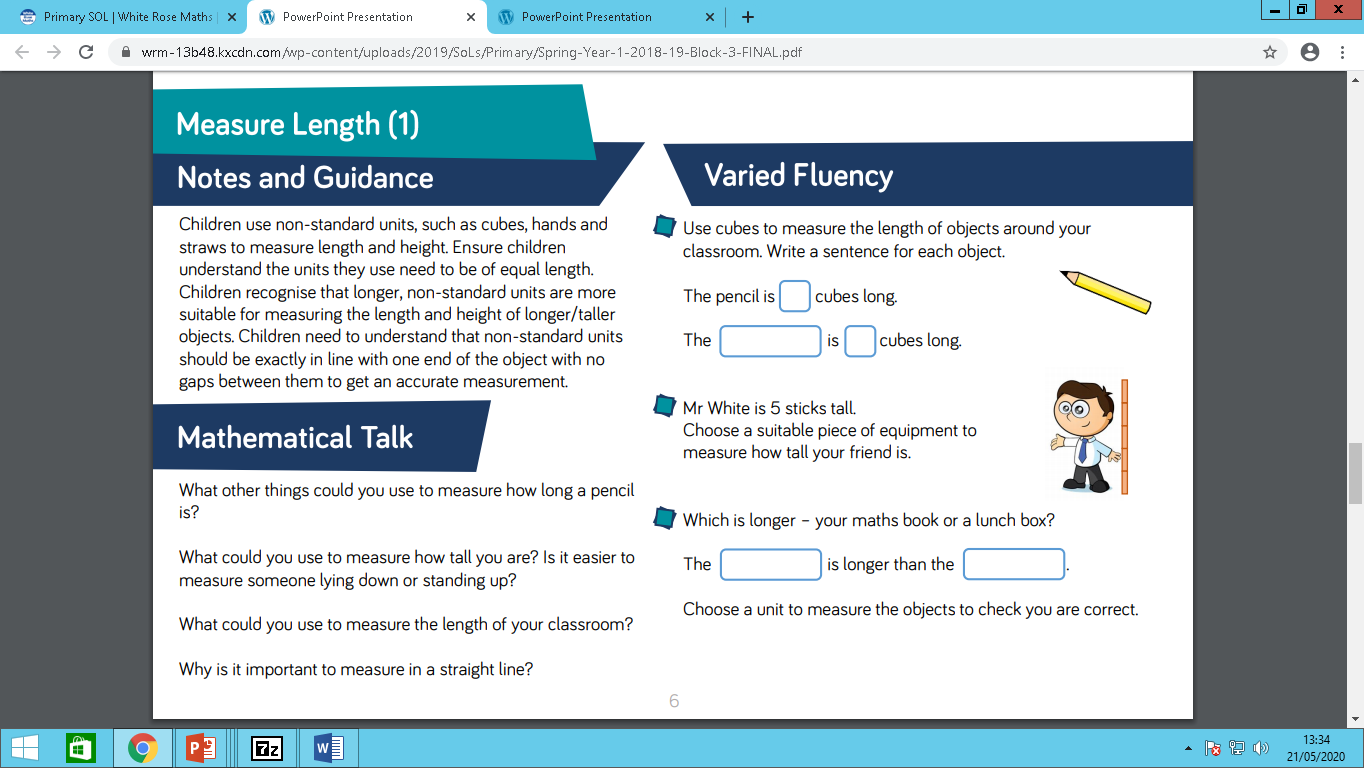 Primary SOL | White Rose Maths
PowerPoint Presentation
PowerPoint Presentation
wrm-13b48.kxcdn.com/wp-content/uploads/2019/SoLs/Primary/Spring-Year-1-2018-19-Block-3-FINAL.pdf
Measure Length (1)
Notes and Guidance
Children use non-standard units, such as cubes, hands and
straws to measure length and height. Ensure children
understand the units they use need to be of equal length.
Children recognise that longer, non-standard units are more
suitable for measuring the length and height of longer/taller
objects. Children need to understand that non-standard units
should be exactly in line with one end of the object with no
gaps between them to get an accurate measurement.
Mathematical Talk
What other things could you use to measure how long a pencil
is?
What could you use to measure how tall you are? Is it easier to
measure someone lying down or standing up?
What could you use to measure the length of your classroom?
Why is it important to measure in a straight line?
Varied Fluency
Use cubes to measure the length of objects around your
classroom. Write a sentence for each object.
The pencil is cubes long.
The is cubes long.
Mr White is 5 sticks tall.
Choose a suitable piece of equipment to
measure how tall your friend is.
Which is longer – your maths book or a lunch box?
The is longer than the .
Choose a unit to measure the objects to check you are correct.
6
7z
13:34
21/05/2020